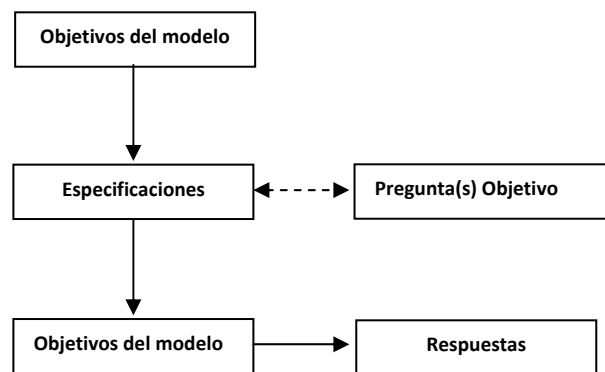 Objetivos del modelo
Especificaciones
Pregunta(s) Objetivo
Objetivos del modelo
Respuestas